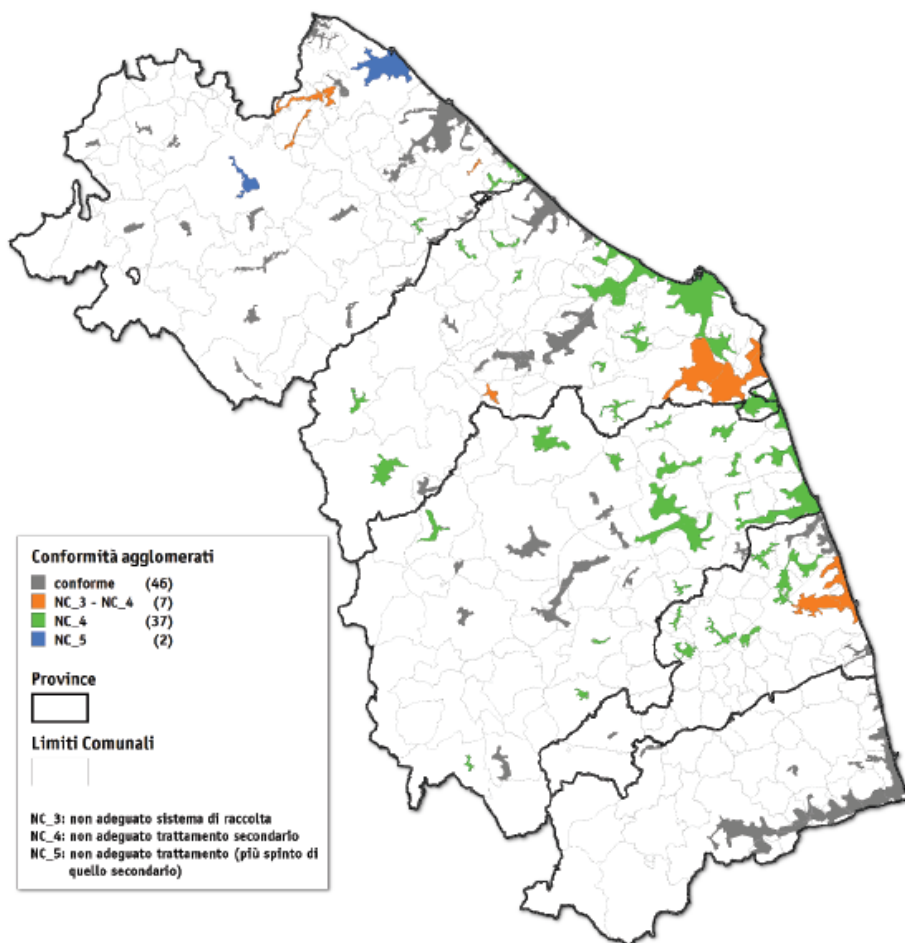 Conformità agglomerati
conforme (46)
NC_3 - NC_4 (7)
NC_4 (37)
NC_5 (2)
Province
Limiti Comunali
NC_3: non adeguato sistema di raccolta
NC_4: non adeguato trattamento secondario
NC_5: non adeguato trattamento (più spinto di
quello secondario)